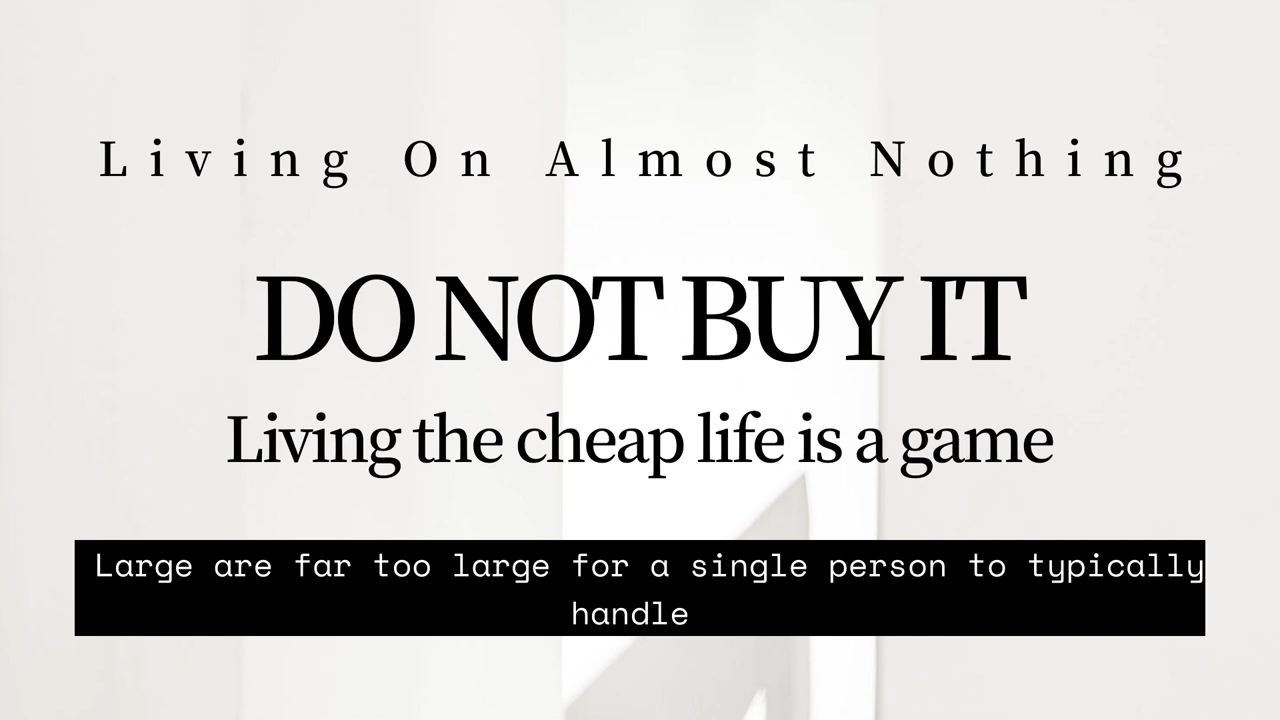 Living On Almost Nothing
DO NOT BUY IT
Living the cheap life is a game
Large are far too large for a single person to typically
handle